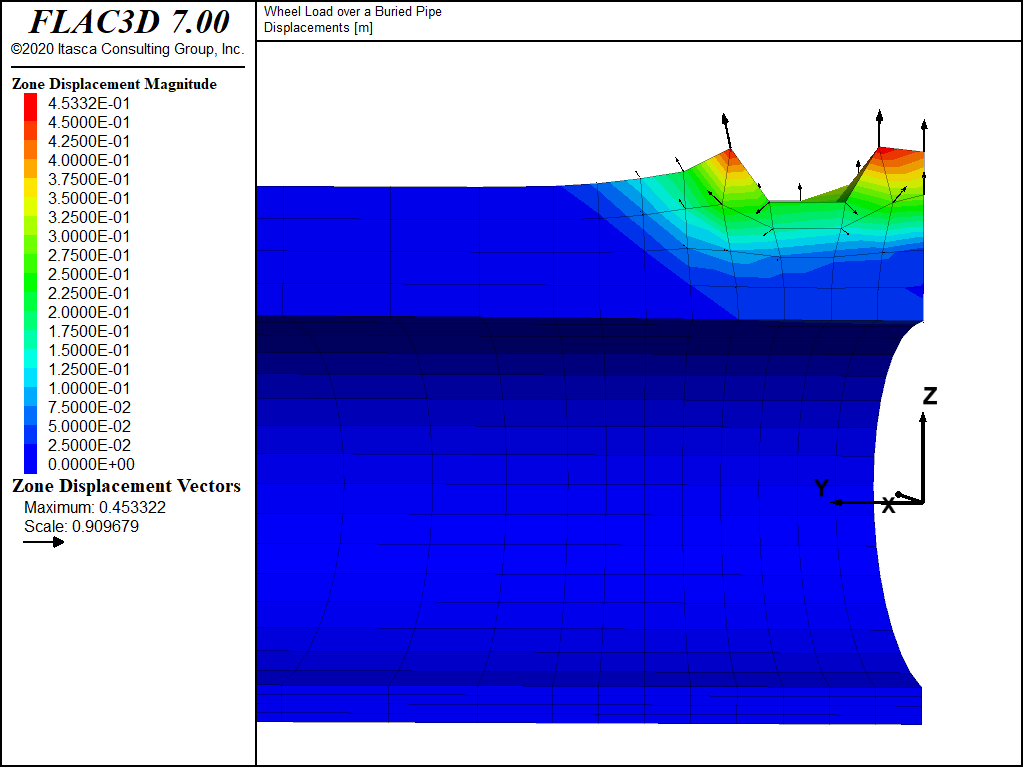 FLAC3D 7.00
©2020 Itasca Consulting Group, Inc.
Zone Displacement Magnitude
4.5332E-01
4.5000E-01
4.2500E-01
4.0000E-01
3.7500E-01
3.5000E-01
3.2500E-01
3.0000E-01
2.7500E-01
2.5000E-01
2.2500E-01
2.0000E-01
1.7500E-01
1.5000E-01
1.2500E-01
1.0000E-01
7.5000E-02
5.0000E-02
2.5000E-02
0.0000E+00
Zone Displacement Vectors
Maximum: 0.453322
Scale: 0.909679
Wheel Load over a Buried Pipe
Displacements [m]
Z
Y
X